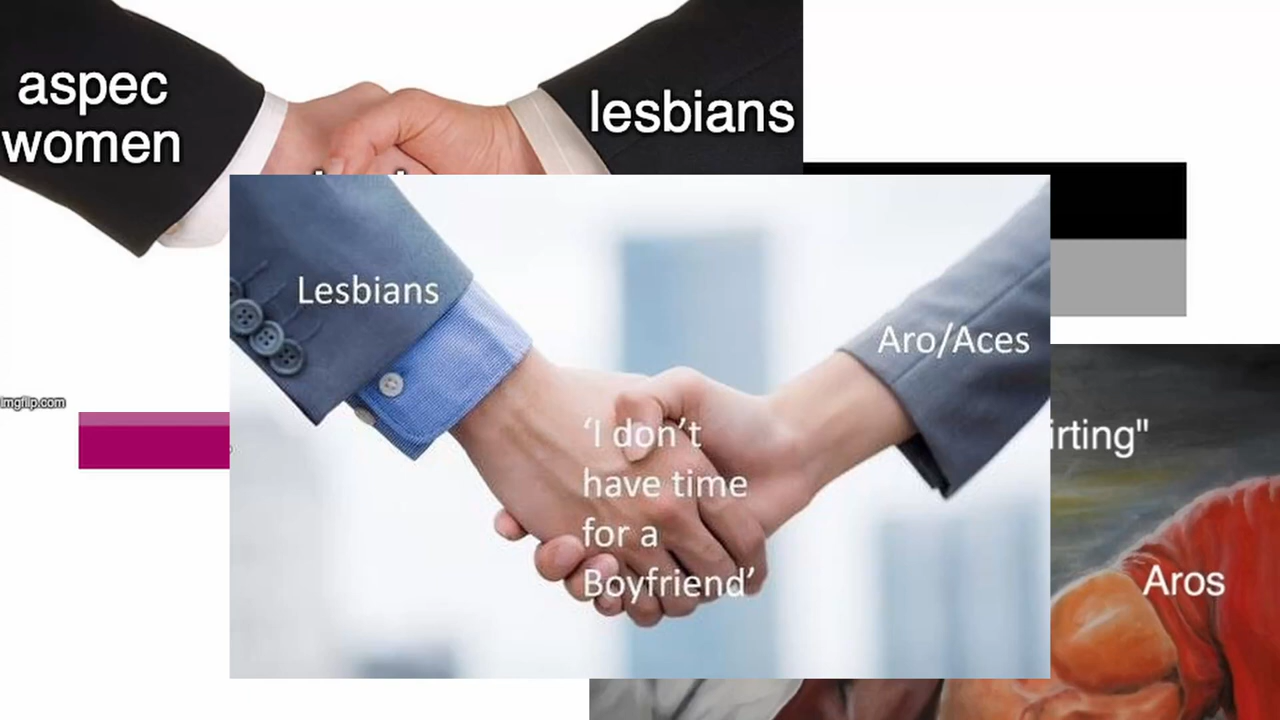 aspec
women
lesbians
Lesbians
Aro/Aces
'I don't
have time
for a
Boyfriend'
imgflip.com
irting"
Aros